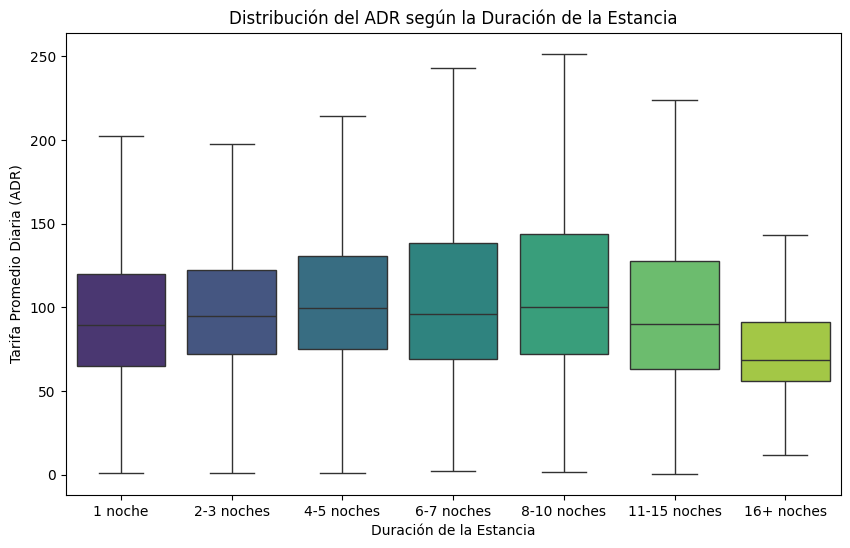 Distribución del ADR según la Duración de la Estancia
Tarifa Promedio Diaria (ADR)
250
200
150
100
50
0
1 noche
2-3 noches
4-5 noches
6-7 noches
8-10 noches
11-15 noches
16+ noches
Duración de la Estancia